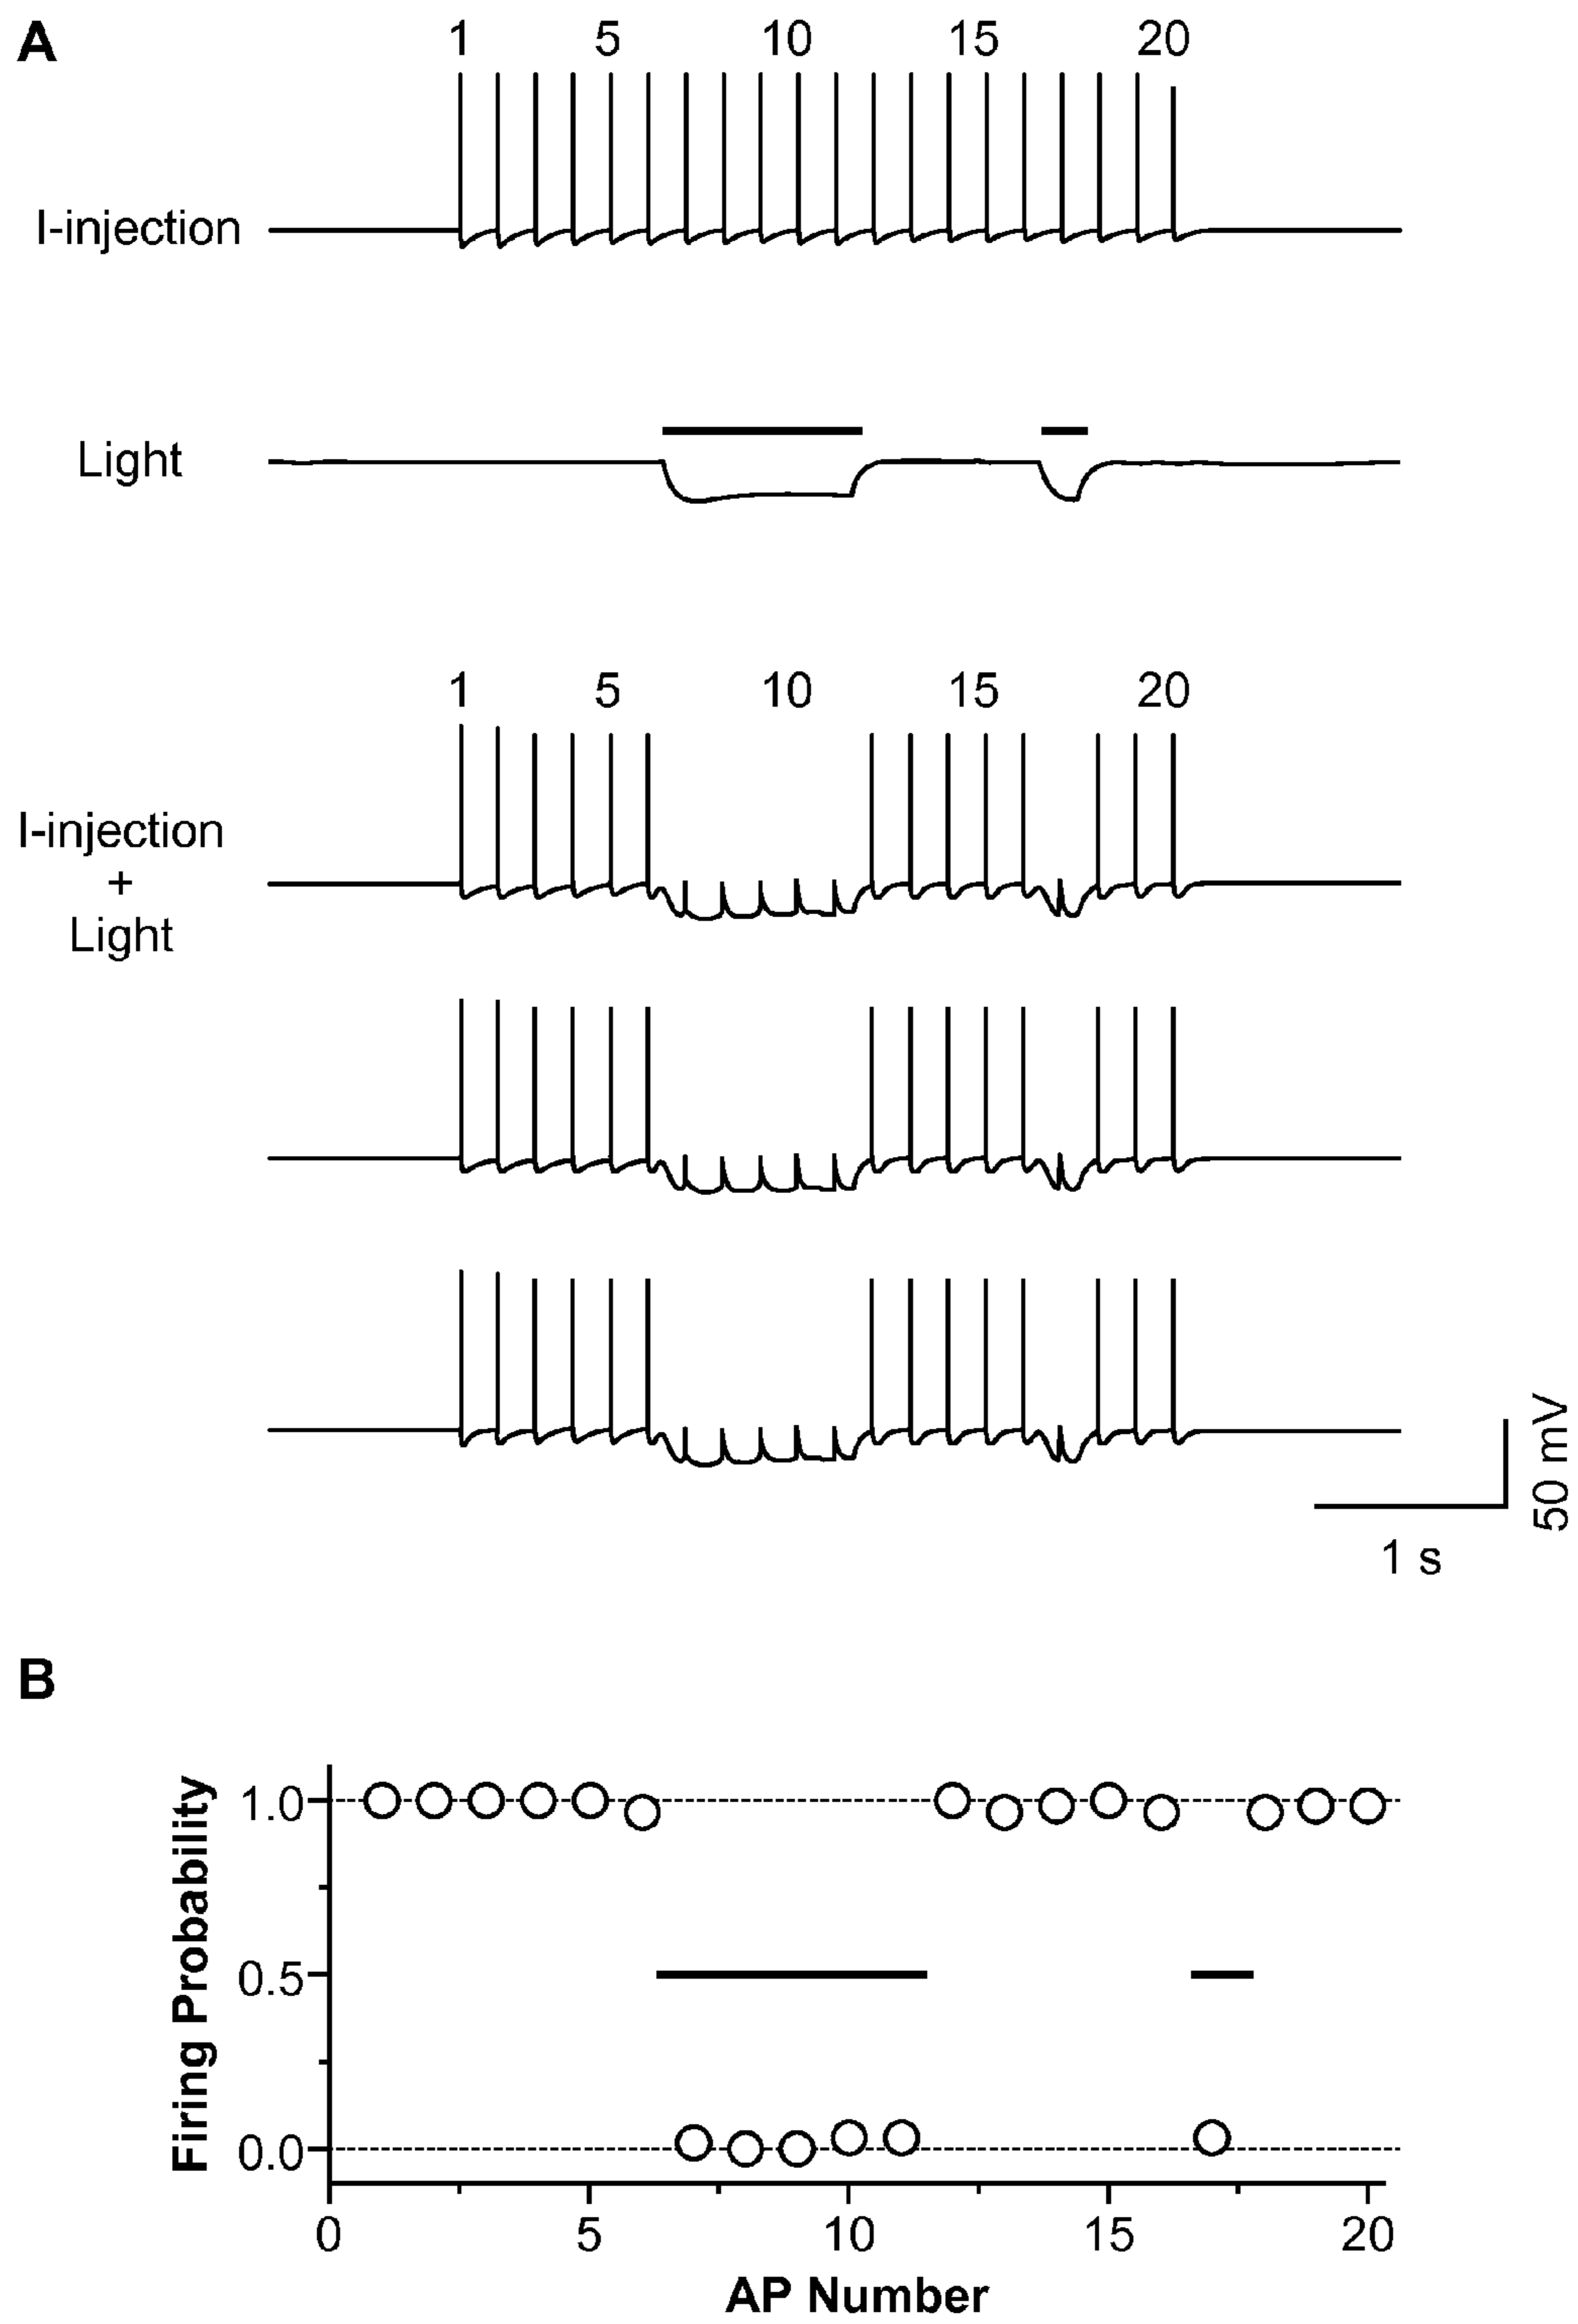 A
1 5 10 15 20
I-injection
Light
1 5 10 15 20
I-injection
+
Light
50 mV
1 s
B
Firing Probability
1.0
0.5
0.0
0 5 10 15 20
AP Number